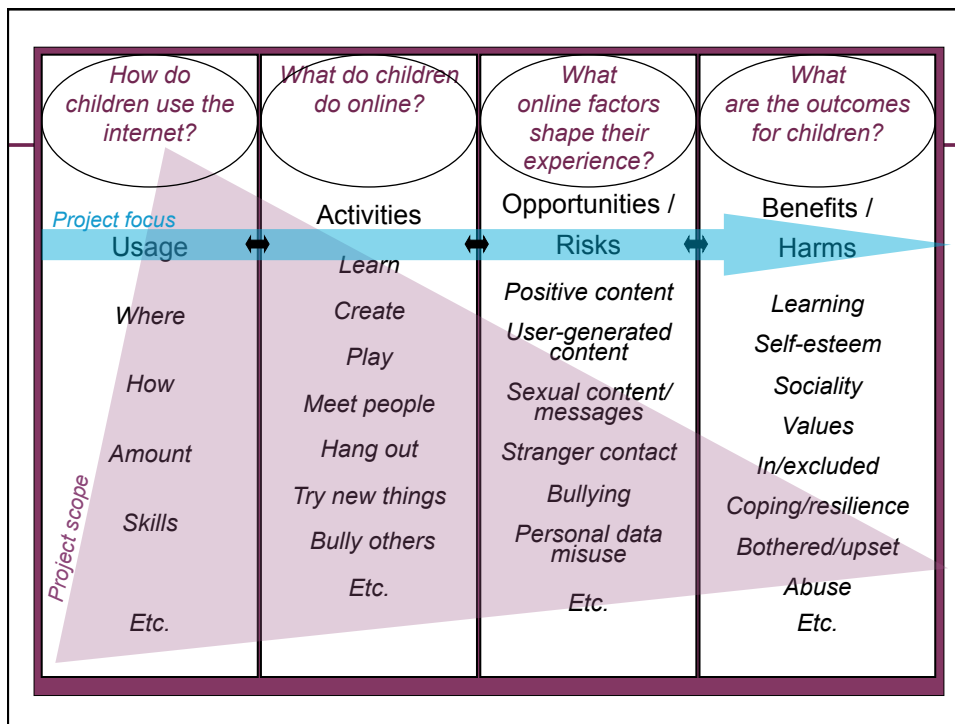 How do
children use the
internet?
What do children
do online?
What
online factors
shape their
experience?
What
are the outcomes
for children?
Project focus
Usage
Where
How
Amount
Skills
Etc.
Project scope
Activities
Learn
Create
Play
Meet people
Hang out
Try new things
Bully others
Etc.
Opportunities /
Risks
Positive content
User-generated
content
Sexual content/
messages
Stranger contact
Bullying
Personal data
misuse
Etc.
Benefits /
Harms
Learning
Self-esteem
Sociality
Values
In/excluded
Coping/resilience
Bothered/upset
Abuse
Etc.